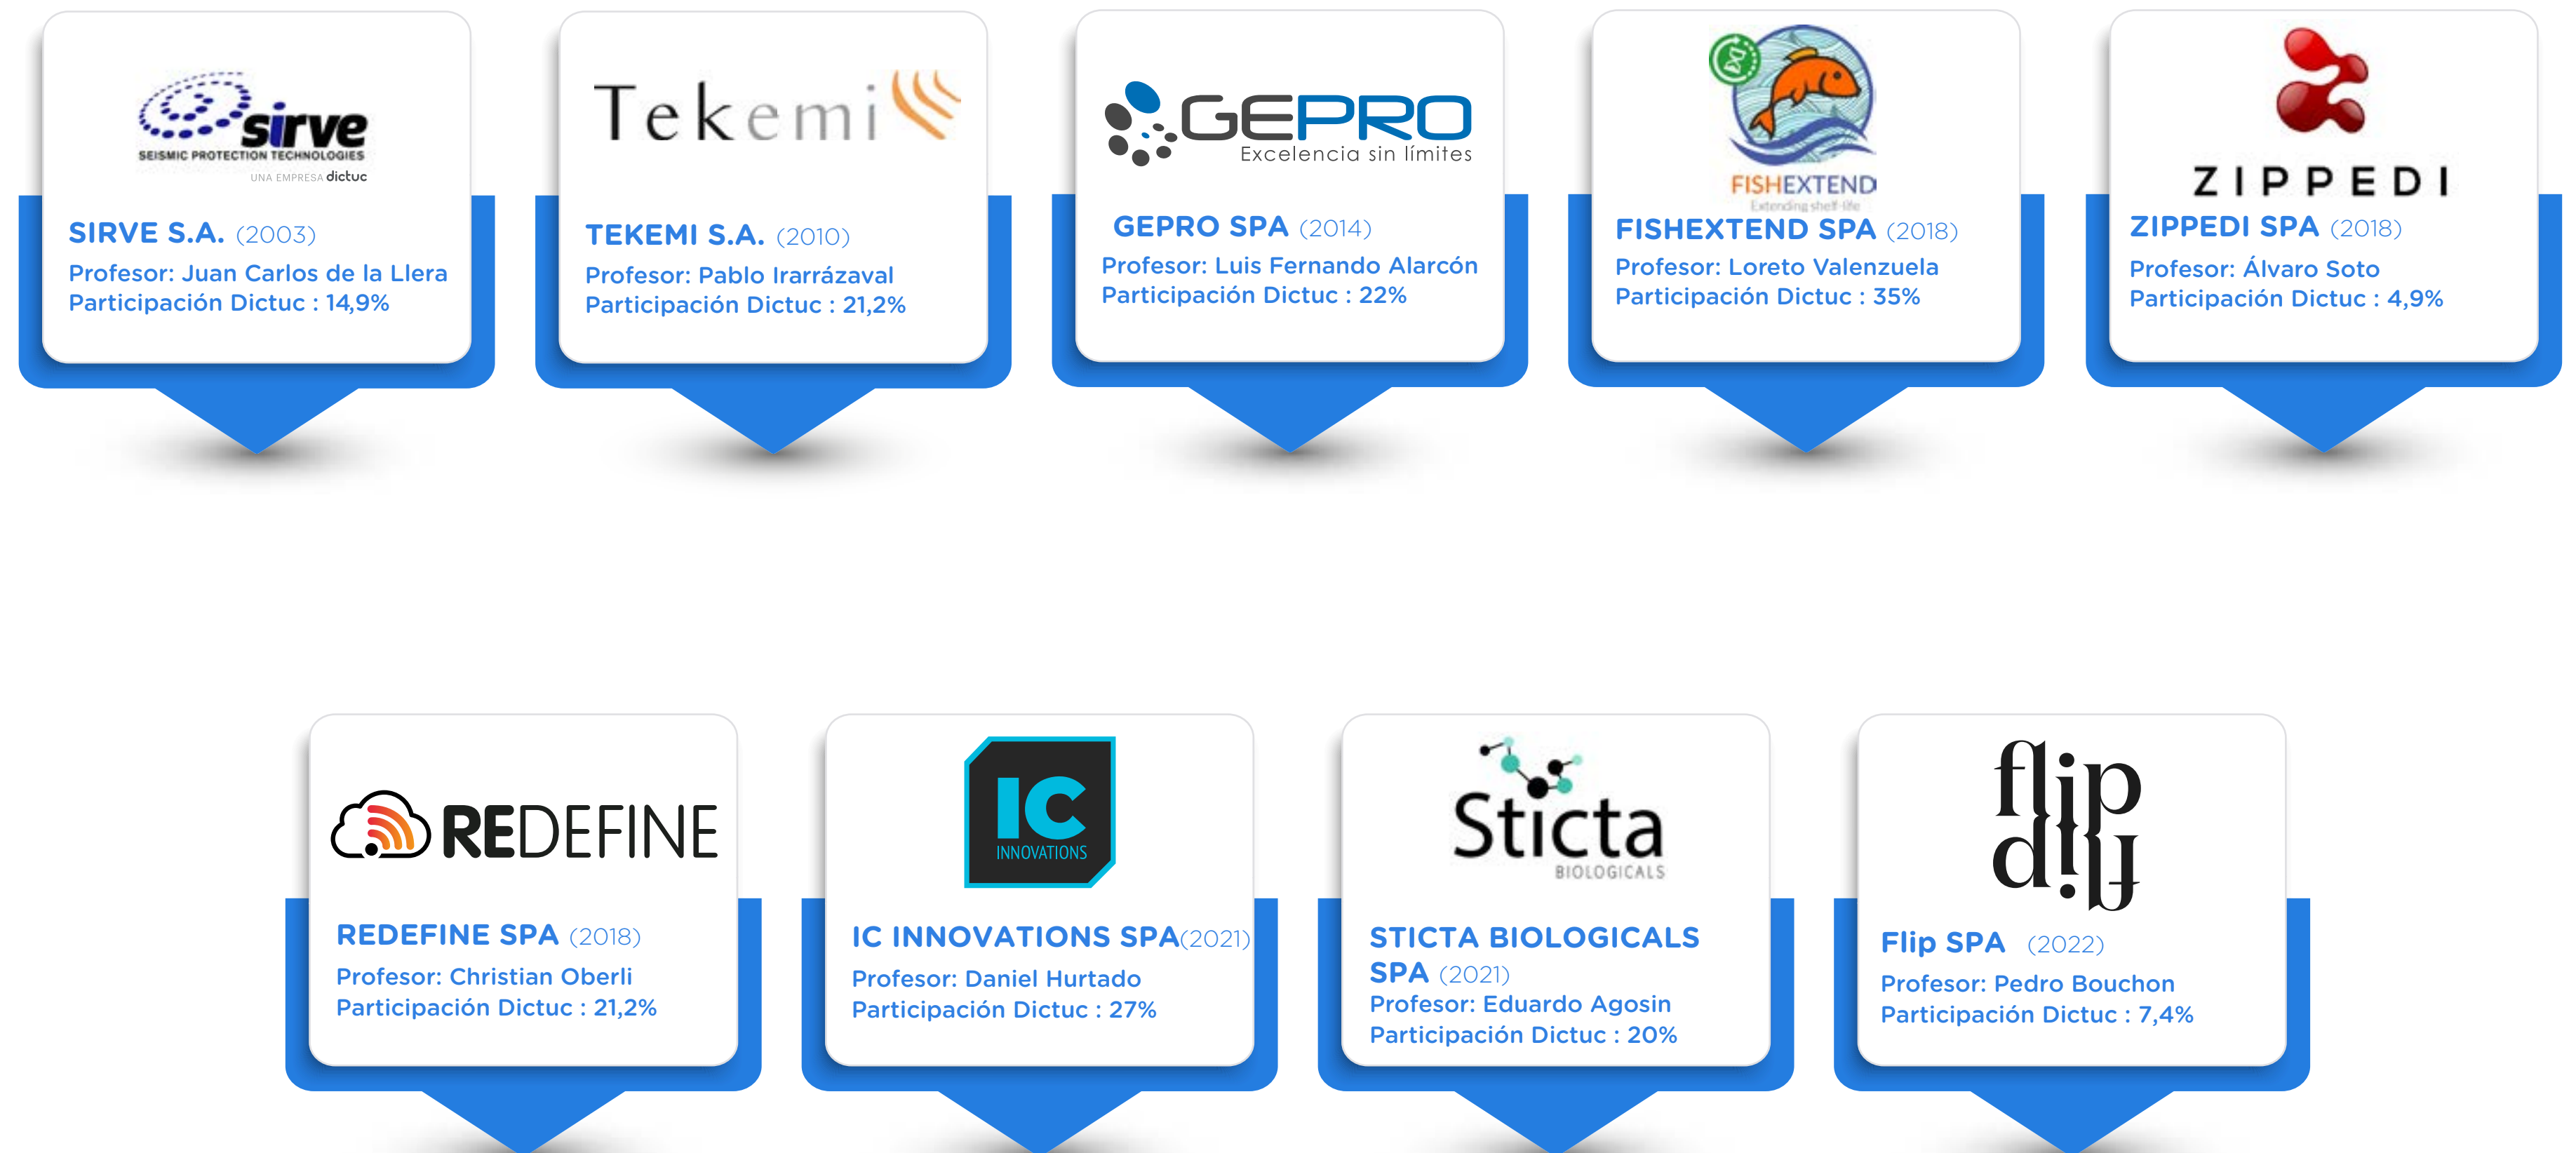 sirve
SEISMIC PROTECTION TECHNOLOGIES
UNA EMPRESA dictuc
SIRVE S.A. (2003)
Profesor: Juan Carlos de la Llera
Participación Dictuc : 14,9%
Tekemi
TEKEMI S.A. (2010)
Profesor: Pablo Irarrázaval
Participación Dictuc : 21,2%
GEPRO
Excelencia sin límites
GEPRO SPA (2014)
Profesor: Luis Fernando Alarcón
Participación Dictuc : 22%
FISHEXTEND
Extending shelf-life
FISHEXTEND SPA (2018)
Profesor: Loreto Valenzuela
Participación Dictuc : 35%
ZIPPEDI
ZIPPEDI SPA (2018)
Profesor: Álvaro Soto
Participación Dictuc : 4,9%
REDEFINE
REDEFINE SPA (2018)
Profesor: Christian Oberli
Participación Dictuc : 21,2%
IC
INNOVATIONS
IC INNOVATIONS SPA(2021)
Profesor: Daniel Hurtado
Participación Dictuc : 27%
Sticta
BIOLOGICALS
STICTA BIOLOGICALS
SPA (2021)
Profesor: Eduardo Agosin
Participación Dictuc : 20%
flip
flip
Flip SPA (2022)
Profesor: Pedro Bouchon
Participación Dictuc : 7,4%